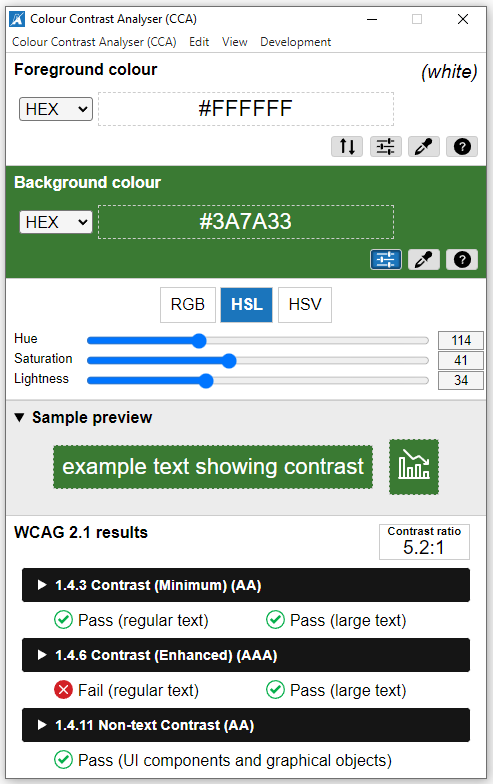 Colour Contrast Analyser (CCA)
Colour Contrast Analyser (CCA) Edit View Development
Foreground colour (white)
HEX #FFFFFF
Background colour
HEX #3A7A33
RGB HSL HSV
Hue 114
Saturation 41
Lightness 34
▼ Sample preview
example text showing contrast
WCAG 2.1 results
Contrast ratio
5.2:1
1.4.3 Contrast (Minimum) (AA)
Pass (regular text) Pass (large text)
1.4.6 Contrast (Enhanced) (AAA)
Fail (regular text) Pass (large text)
1.4.11 Non-text Contrast (AA)
Pass (UI components and graphical objects)